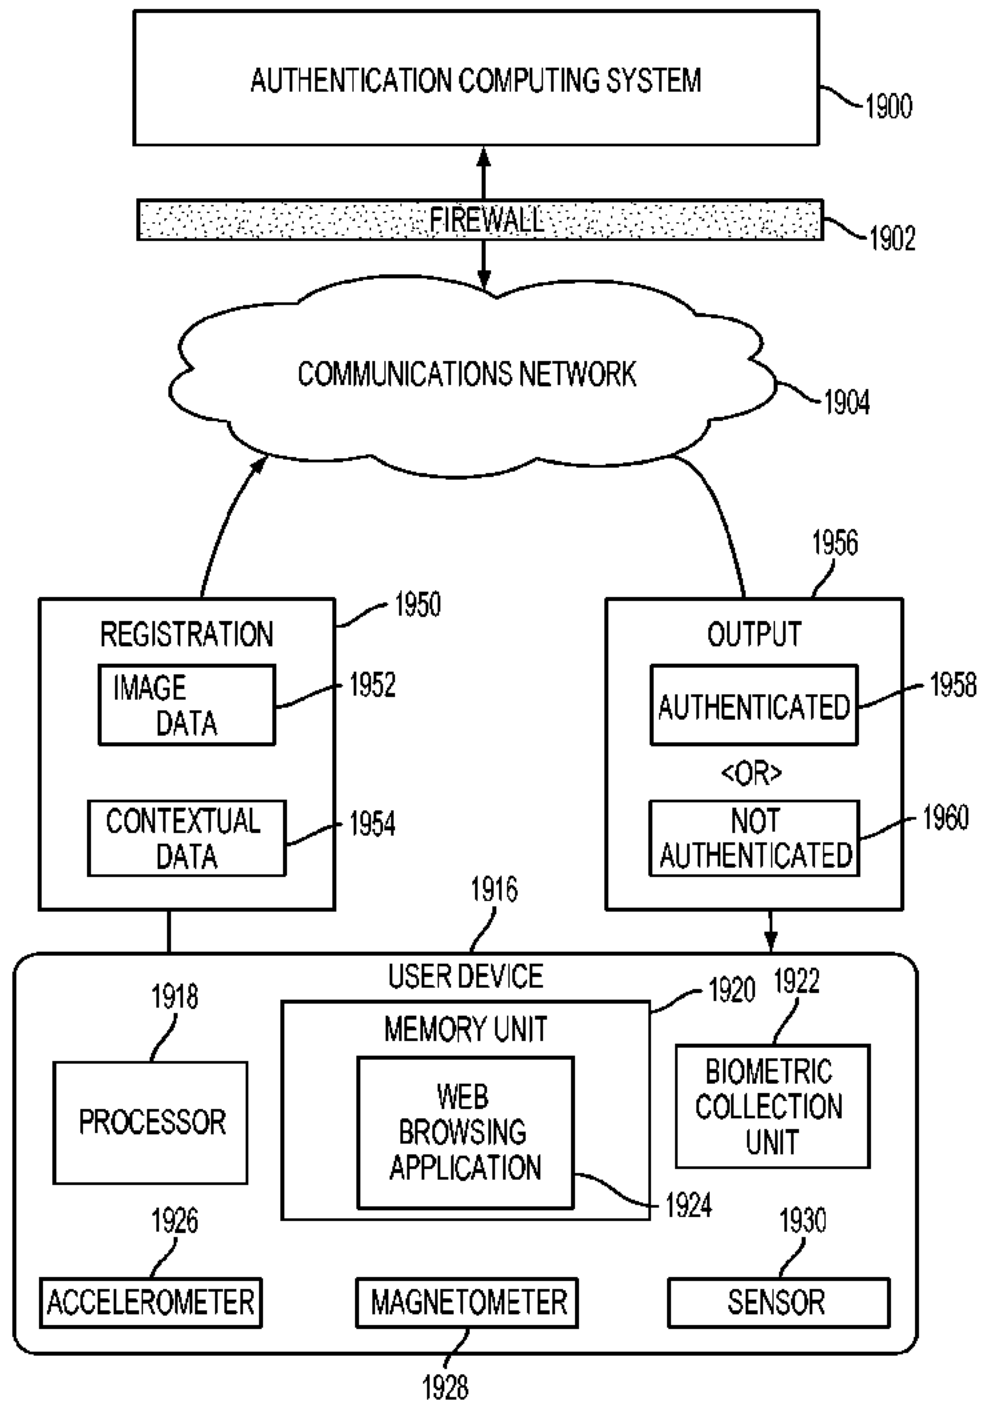 AUTHENTICATION COMPUTING SYSTEM
1900
FIREWALL
1902
COMMUNICATIONS NETWORK
1904
1956
1950
REGISTRATION
OUTPUT
IMAGE
DATA
1952
AUTHENTICATED
1958
<OR>
CONTEXTUAL
DATA
1954
NOT
AUTHENTICATED
1960
1916
USER DEVICE
1918
1920
1922
MEMORY UNIT
PROCESSOR
WEB
BROWSING
APPLICATION
BIOMETRIC
COLLECTION
UNIT
1924
1926
1930
ACCELEROMETER
MAGNETOMETER
SENSOR
1928